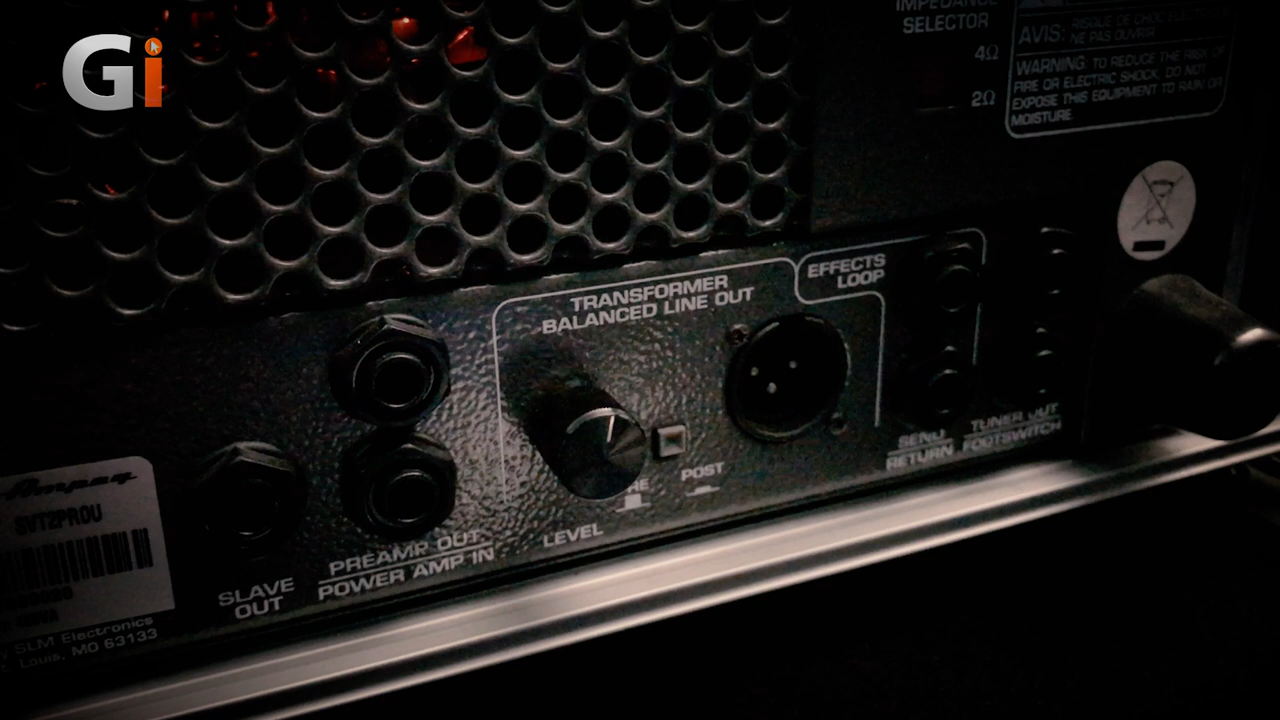 Gi
IMPEDANCE
SELECTOR
4Ω
2Ω
AVIS: RISQUE DE CHOC ELECTRIQUE
NE PAS OUVRIR
WARNING: TO REDUCE THE RISK OF
FIRE OR ELECTRIC SHOCK, DO NOT
EXPOSE THIS EQUIPMENT TO RAIN OR
MOISTURE.
TRANSFORMER
BALANCED LINE OUT
EFFECTS
LOOP
LEVEL
POST
SEND
RETURN
TUNER OUT
FOOTSWITCH
PREAMP OUT
POWER AMP IN
SLAVE
OUT
Ampeg
SVT2PROU
SLM Electronics
Louis, MO 63133